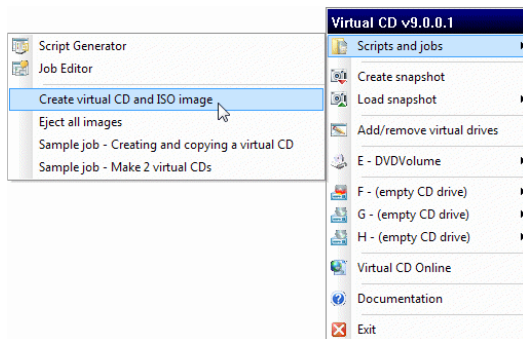 Virtual CD v9.0.0.1
Scripts and jobs
Script Generator
Job Editor
Create virtual CD and ISO image
Eject all images
Sample job - Creating and copying a virtual CD
Sample job - Make 2 virtual CDs
Create snapshot
Load snapshot
Add/remove virtual drives
E - DVDVolume
F - (empty CD drive)
G - (empty CD drive)
H - (empty CD drive)
Virtual CD Online
Documentation
Exit